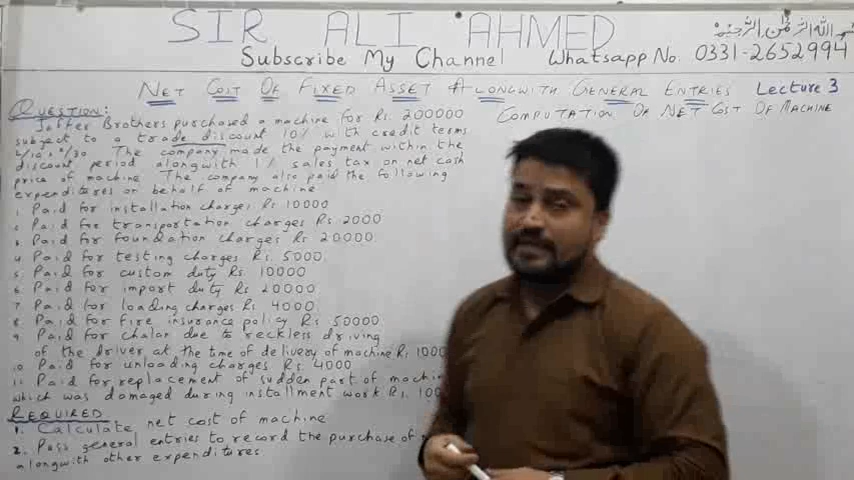 SIR ALI AHMED
Subscribe My Channel Whatsapp No. 0331-2652994
NET COST OF FIXED ASSET ALONGWITH GENERAL ENTRIES Lecture 3
QUESTION:
COMPUTATION OF NET COST OF MACHINE
Jaffer Brothers purchased a machine for Rs. 200000
subject to a trade discount 10% with credit terms
2/10, n/30. The company made the payment within the
discount period alongwith 1% sales tax on net cash
price of machine The company also paid the following
expenditures on behalf of machine
1. Paid for installation charges Rs 10000
2. Paid for transportation charges Rs 2000
3. Paid for foundation charges Rs 20000
4. Paid for testing charges Rs. 5000
5. Paid for custom duty Rs 10000
6. Paid for import duty Rs 20000
7 Paid for loading charges Rs 4000
8 Paid for fire insurance policy Rs 50000
9 Paid for chalan due to reckless driving
of the driver at the time of delivery of machine Rs
10 Paid for unloading charges Rs. 4000
11. Paid for replacement of sudden part of
which was damaged during installment work Rs
REQUIRED
1. Calculate net cost of machine
2. Pass general entries to record the purchase of
alongwith other expenditures